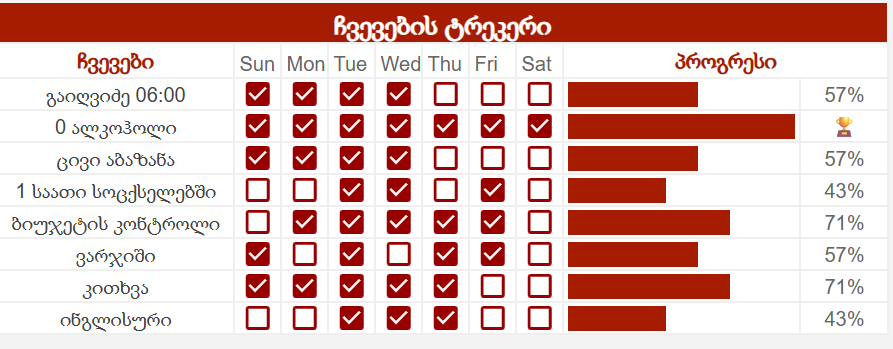 ჩვევების ტრეკერი
ჩვევები Sun Mon Tue Wed Thu Fri Sat პროგრესი
გაიღვიძე 06:00 57%
0 ალკოჰოლი
ცივი აბაზანა 57%
1 საათი სოცქსელებში 43%
ბიუჯეტის კონტროლი 71%
ვარჯიში 57%
კითხვა 71%
ინგლისური 43%